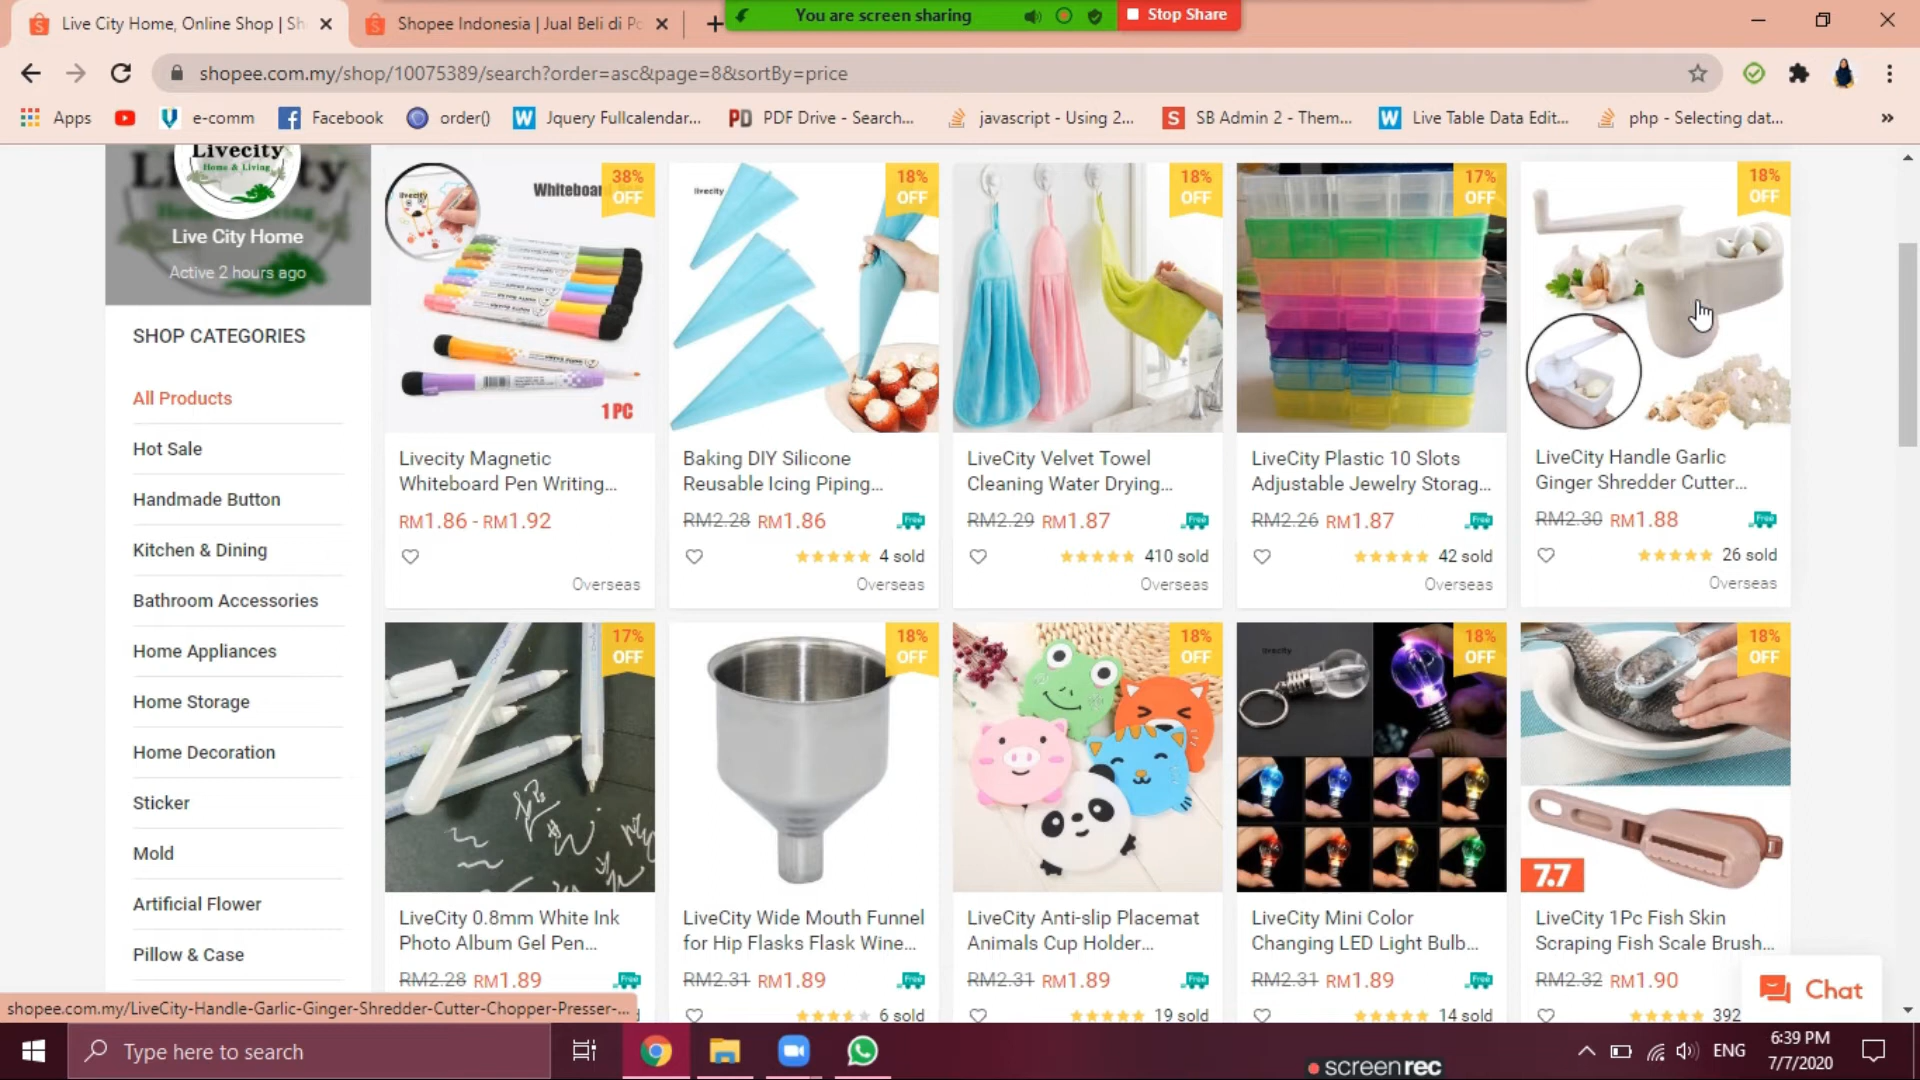 Live City Home, Online Shop | Sh
Shopee Indonesia | Jual Beli di Po
You are screen sharing
Stop Share
shopee.com.my/shop/10075389/search?order=asc&page=8&sortBy=price
Apps
e-comm
Facebook
order()
Jquery Fullcalendar...
PDF Drive - Search...
javascript - Using 2...
SB Admin 2 - Them...
Live Table Data Edit...
php - Selecting dat...
»
Livecity
Home & Living
Live City Home
Active 2 hours ago
SHOP CATEGORIES
All Products
Hot Sale
Handmade Button
Kitchen & Dining
Bathroom Accessories
Home Appliances
Home Storage
Home Decoration
Sticker
Mold
Artificial Flower
Pillow & Case
livecity
Whiteboar
38% OFF
1PC
Livecity Magnetic
Whiteboard Pen Writing...
RM1.86 - RM1.92
Overseas
livecity
18% OFF
Baking DIY Silicone
Reusable Icing Piping...
RM2.28 RM1.86
Free
4 sold
Overseas
18% OFF
LiveCity Velvet Towel
Cleaning Water Drying...
RM2.29 RM1.87
Free
410 sold
Overseas
17% OFF
LiveCity Plastic 10 Slots
Adjustable Jewelry Storag...
RM2.26 RM1.87
Free
42 sold
Overseas
18% OFF
LiveCity Handle Garlic
Ginger Shredder Cutter...
RM2.30 RM1.88
Free
26 sold
Overseas
17% OFF
LiveCity 0.8mm White Ink
Photo Album Gel Pen...
RM2.28 RM1.89
Free
18% OFF
LiveCity Wide Mouth Funnel
for Hip Flasks Flask Wine...
RM2.31 RM1.89
Free
6 sold
18% OFF
LiveCity Anti-slip Placemat
Animals Cup Holder...
RM2.31 RM1.89
Free
19 sold
livecity
18% OFF
LiveCity Mini Color
Changing LED Light Bulb...
RM2.31 RM1.89
Free
14 sold
18% OFF
7.7
LiveCity 1Pc Fish Skin
Scraping Fish Scale Brush...
RM2.32 RM1.90
392
Chat
shopee.com.my/LiveCity-Handle-Garlic-Ginger-Shredder-Cutter-Chopper-Presser-...
Type here to search
screenrec
ENG
6:39 PM
7/7/2020